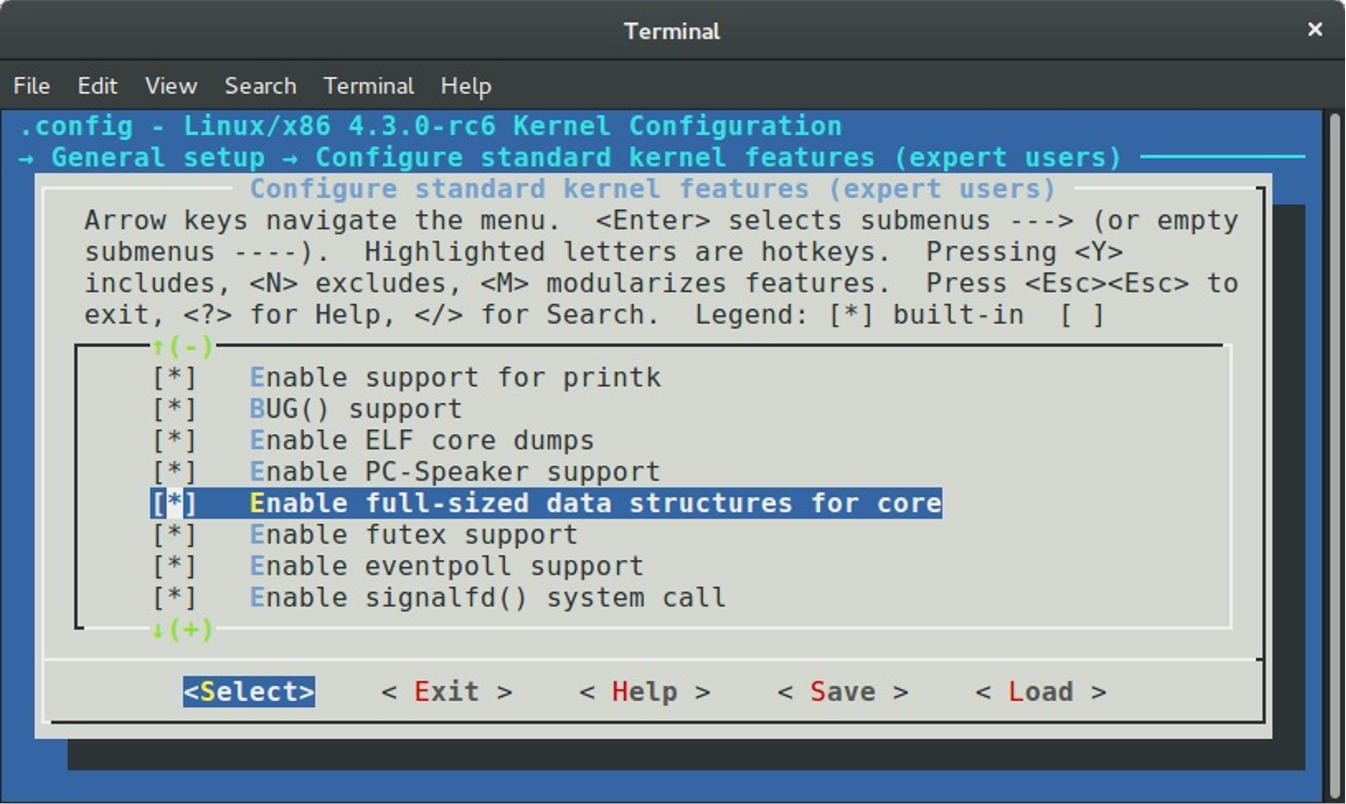 Terminal ×
File Edit View Search Terminal Help
.config - Linux/x86 4.3.0-rc6 Kernel Configuration
→ General setup → Configure standard kernel features (expert users)
Configure standard kernel features (expert users)
Arrow keys navigate the menu.  <Enter> selects submenus ---> (or empty
submenus ----).  Highlighted letters are hotkeys.  Pressing <Y>
includes, <N> excludes, <M> modularizes features.  Press <Esc><Esc> to
exit, <?> for Help, </> for Search.  Legend: [*] built-in  [ ]
↑(-)
[*]   Enable support for printk
[*]   BUG() support
[*]   Enable ELF core dumps
[*]   Enable PC-Speaker support
[*]   Enable full-sized data structures for core
[*]   Enable futex support
[*]   Enable eventpoll support
[*]   Enable signalfd() system call
↓(+)
<Select>    < Exit >    < Help >    < Save >    < Load >